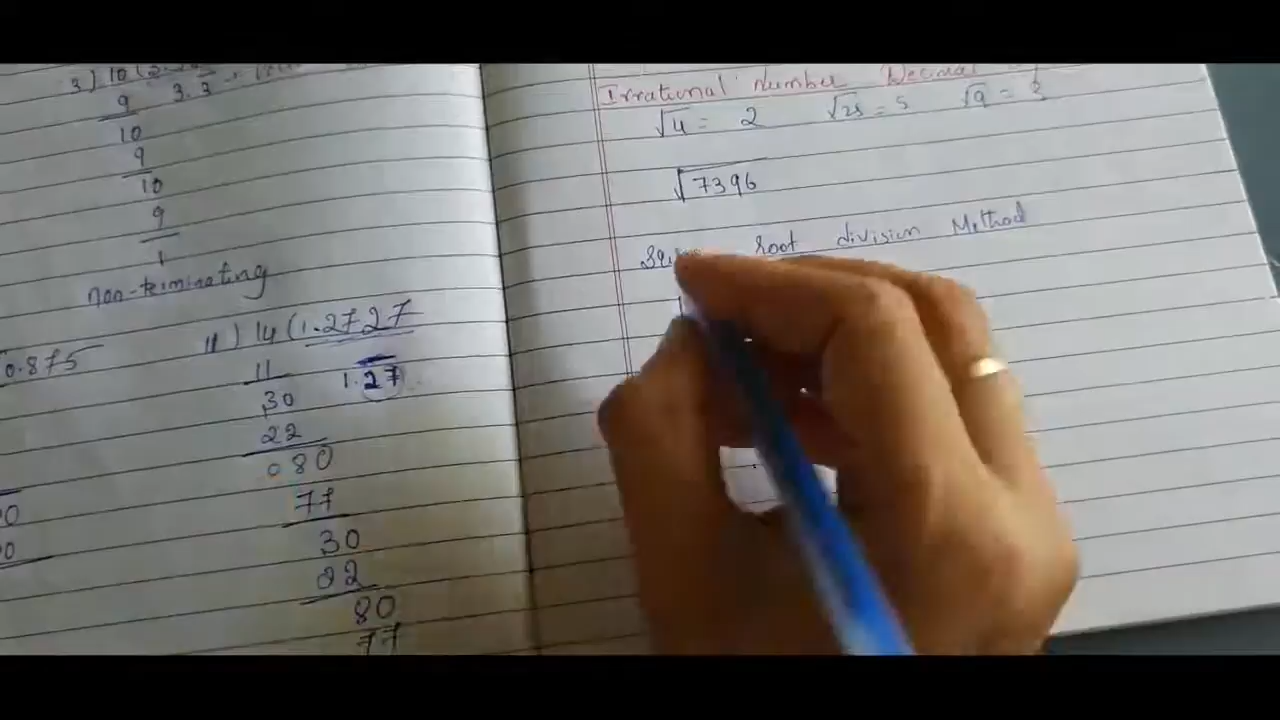 3 ) 10 (
9 3.3
10
9
10
9
1
non-terminating
0.875
11 ) 14 ( 1.2727
11 1.27
30
22
080
77
30
22
80
77
Irrational number Decimal
√4 = 2 √25 = 5 √9 = 3
√7396
root division Method